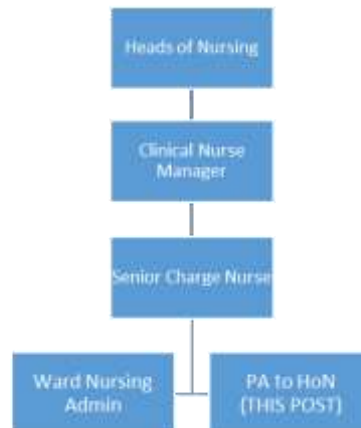 Heads of Nursing
Clinical Nurse
Manager
Senior Charge Nurse
Ward Nursing
Admin
PA to HoN
(THIS POST)